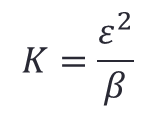 K = ε²/β